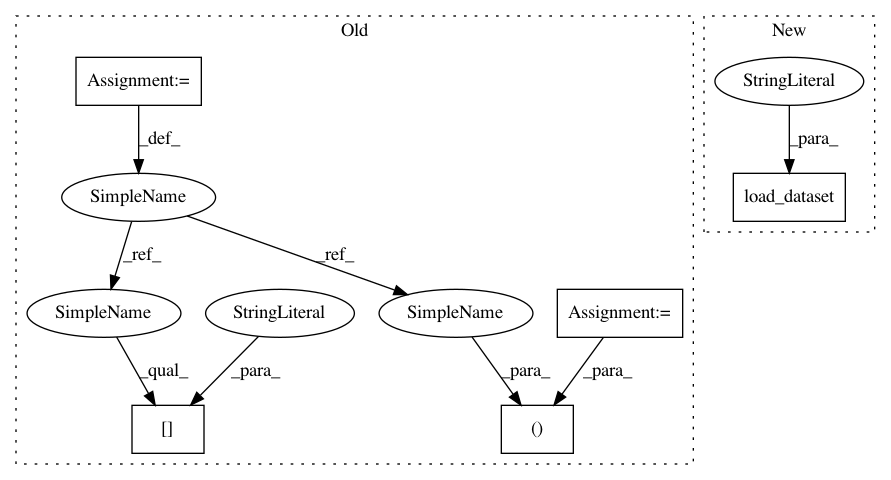 Old
New
Assignment:=
StringLiteral
_def_
_para_
SimpleName
load_dataset
_ref_
_ref_
SimpleName
StringLiteral
SimpleName
Assignment:=
_qual_
_para_
_para_
_para_
[]
()